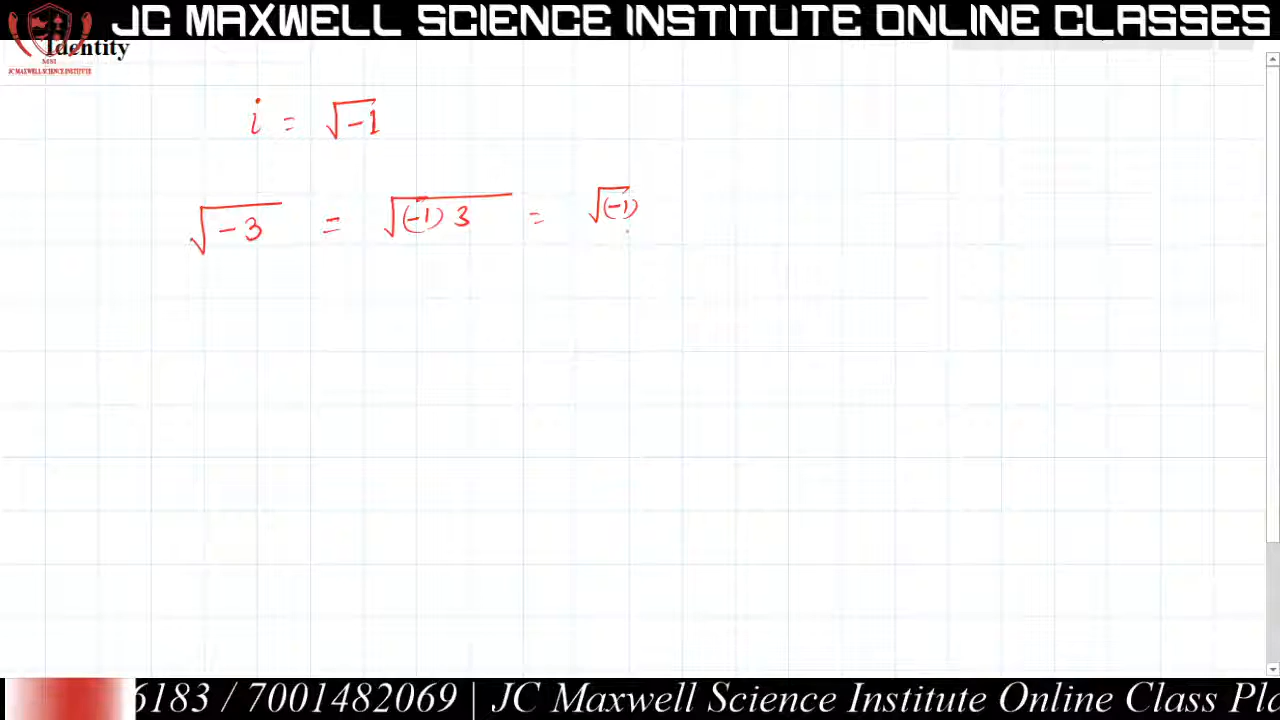 JC MAXWELL SCIENCE INSTITUTE ONLINE CLASSES
Identity
MSI
JC MAXWELL SCIENCE INSTITUTE
i = √-1
√-3 = √(-1) 3 = √(-1)
6183 / 7001482069 | JC Maxwell Science Institute Online Class Pla